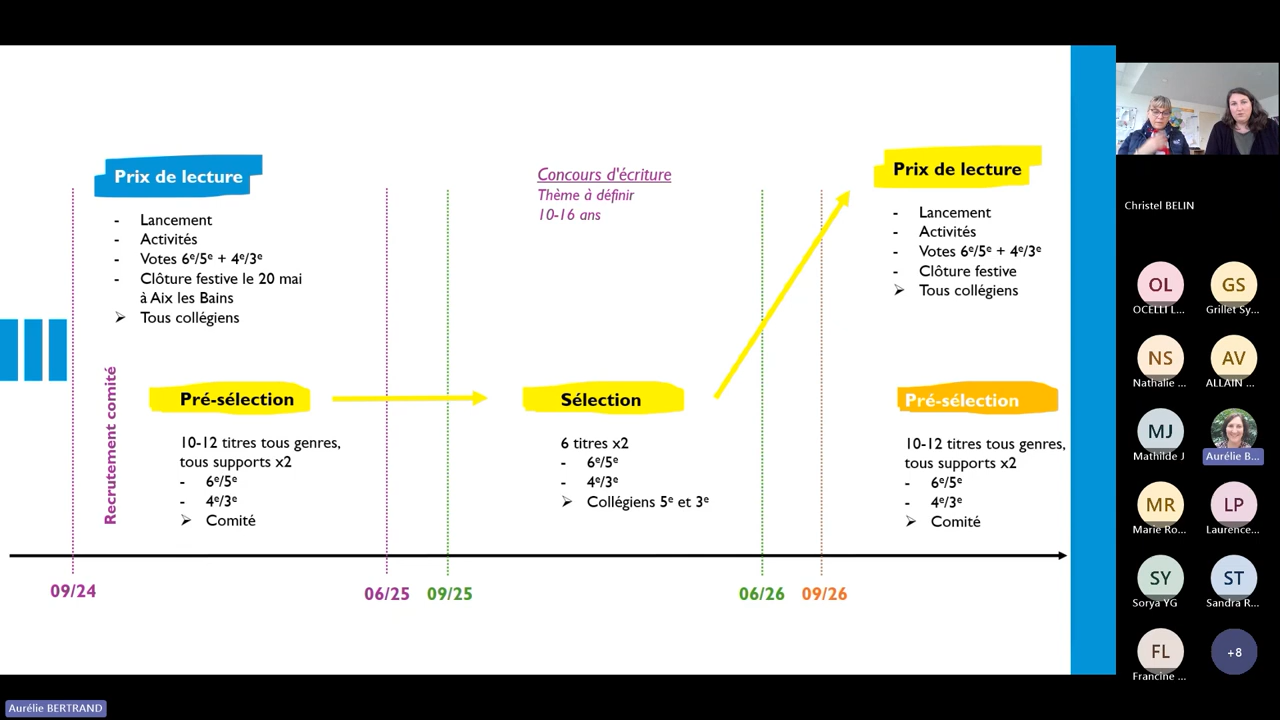 Prix de lecture
- Lancement
- Activités
- Votes 6e/5e + 4e/3e
- Clôture festive le 20 mai
à Aix les Bains
Tous collégiens
Concours d'écriture
Thème à définir
10-16 ans
Prix de lecture
- Lancement
- Activités
- Votes 6e/5e + 4e/3e
- Clôture festive
Tous collégiens
Recrutement comité
Pré-sélection
10-12 titres tous genres,
tous supports x2
- 6e/5e
- 4e/3e
Comité
Sélection
6 titres x2
- 6e/5e
- 4e/3e
Collégiens 5e et 3e
Pré-sélection
10-12 titres tous genres,
tous supports x2
- 6e/5e
- 4e/3e
Comité
09/24
06/25
09/25
06/26
09/26
Christel BELIN
OL
OCELLI L...
GS
Grillet Sy...
NS
Nathalie ...
AV
ALLAIN ...
MJ
Mathilde J
Aurélie B...
MR
Marie Ro...
LP
Laurence...
SY
Sorya YG
ST
Sandra R...
FL
Francine ...
+8
Aurélie BERTRAND